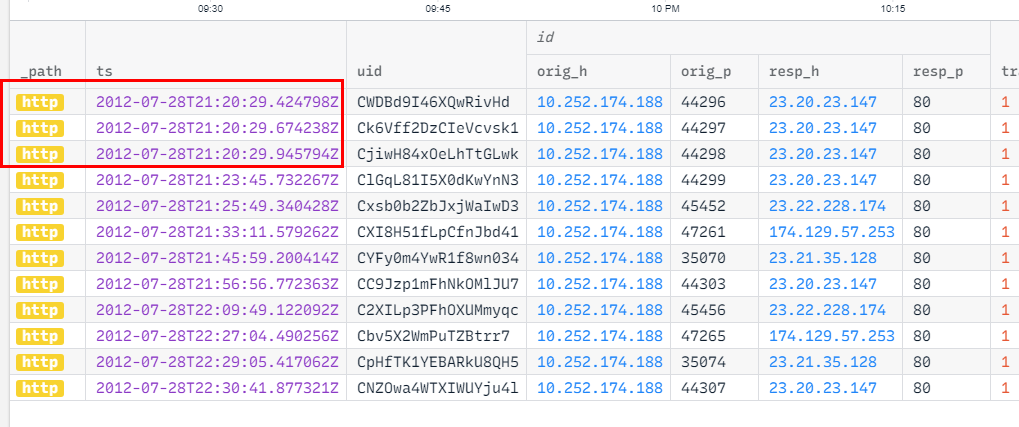 09:30 09:45 10 PM 10:15
id
_path ts uid orig_h orig_p resp_h resp_p tra
http 2012-07-28T21:20:29.424798Z CWDBd9I46XQwRivHd 10.252.174.188 44296 23.20.23.147 80 1
http 2012-07-28T21:20:29.674238Z Ck6Vff2DzCIeVcvsk1 10.252.174.188 44297 23.20.23.147 80 1
http 2012-07-28T21:20:29.945794Z CjiwH84xOeLhTtGLwk 10.252.174.188 44298 23.20.23.147 80 1
http 2012-07-28T21:23:45.732267Z ClGqL81I5X0dKwYnN3 10.252.174.188 44299 23.20.23.147 80 1
http 2012-07-28T21:25:49.340428Z Cxsb0b2ZbJxjWaIwD3 10.252.174.188 45452 23.22.228.174 80 1
http 2012-07-28T21:33:11.579262Z CXI8H51fLpCfnJbd41 10.252.174.188 47261 174.129.57.253 80 1
http 2012-07-28T21:45:59.200414Z CYFy0m4YwR1f8wn034 10.252.174.188 35070 23.21.35.128 80 1
http 2012-07-28T21:56:56.772363Z CC9Jzp1mFhNkOMlJU7 10.252.174.188 44303 23.20.23.147 80 1
http 2012-07-28T22:09:49.122092Z C2XILp3PFhOXUMmyqc 10.252.174.188 45456 23.22.228.174 80 1
http 2012-07-28T22:27:04.490256Z Cbv5X2WmPuTZBtrr7 10.252.174.188 47265 174.129.57.253 80 1
http 2012-07-28T22:29:05.417062Z CpHfTK1YEBARkU8QH5 10.252.174.188 35074 23.21.35.128 80 1
http 2012-07-28T22:30:41.877321Z CNZOwa4WTXIWUYju4l 10.252.174.188 44307 23.20.23.147 80 1